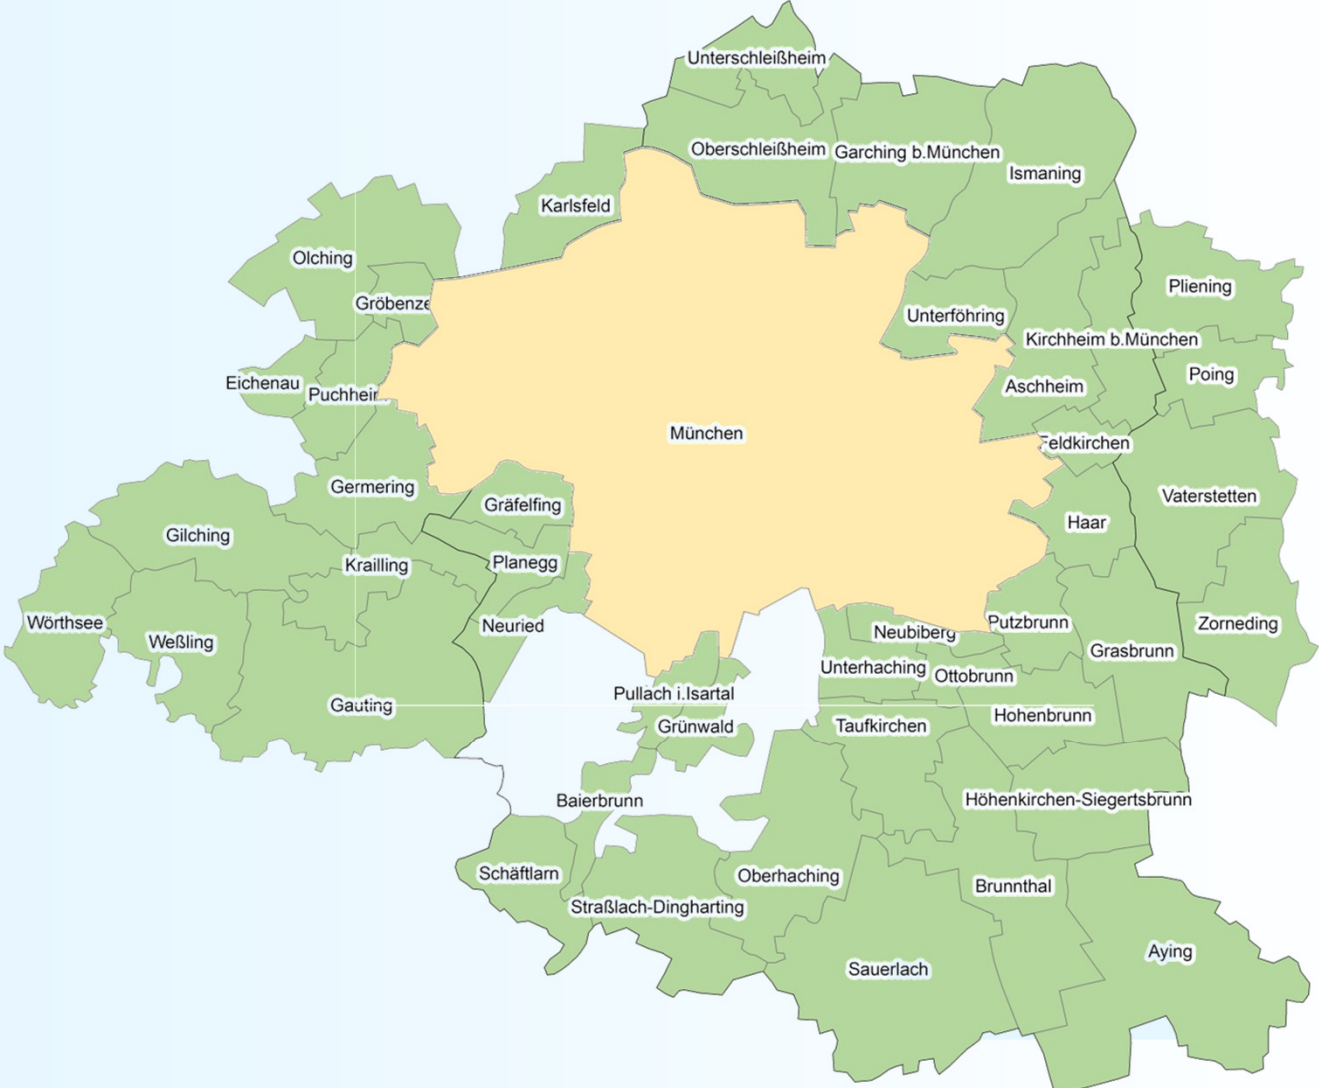 Unterschleißheim
Oberschleißheim
Garching b.München
Ismaning
Karlsfeld
Olching
Pliening
Gröbenze
Unterföhring
Kirchheim b.München
Poing
Eichenau
Puchheim
Aschheim
München
Feldkirchen
Germering
Vaterstetten
Gräfelfing
Haar
Gilching
Krailling
Planegg
Wörthsee
Neuried
Putzbrunn
Zorneding
Neubiberg
Weßling
Grasbrunn
Unterhaching
Ottobrunn
Pullach i.Isartal
Gauting
Hohenbrunn
Grünwald
Taufkirchen
Baierbrunn
Höhenkirchen-Siegertsbrunn
Schäftlarn
Oberhaching
Brunnthal
Straßlach-Dingharting
Aying
Sauerlach